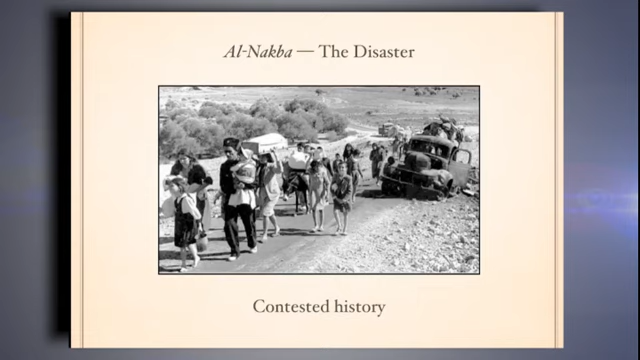 Al-Nakba — The Disaster
Contested history